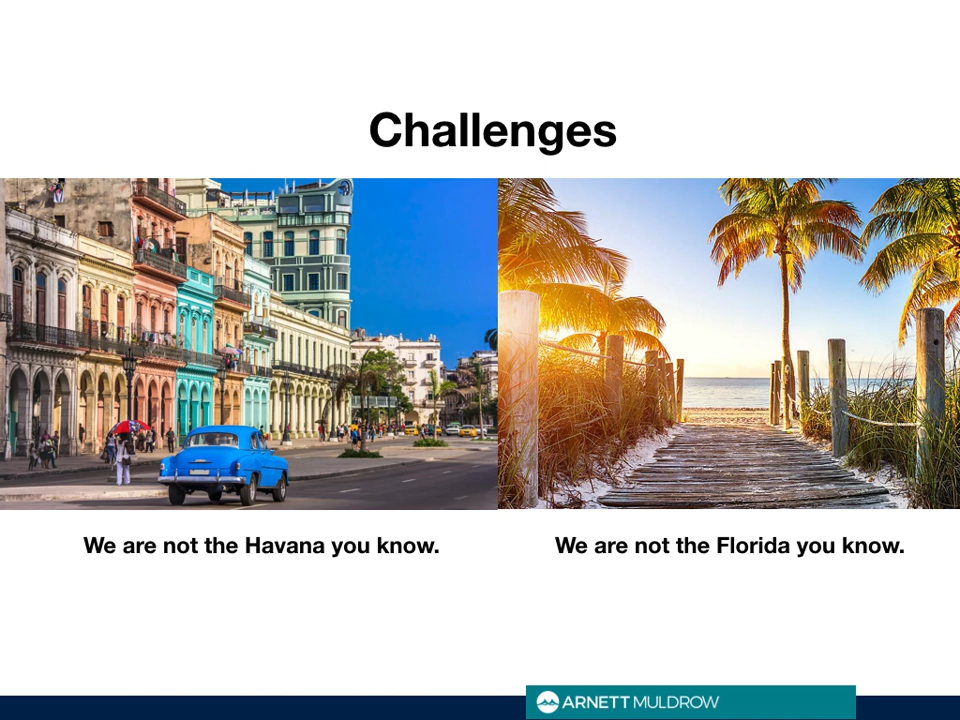 Challenges
We are not the Havana you know.
We are not the Florida you know.
ARNETT MULDROW